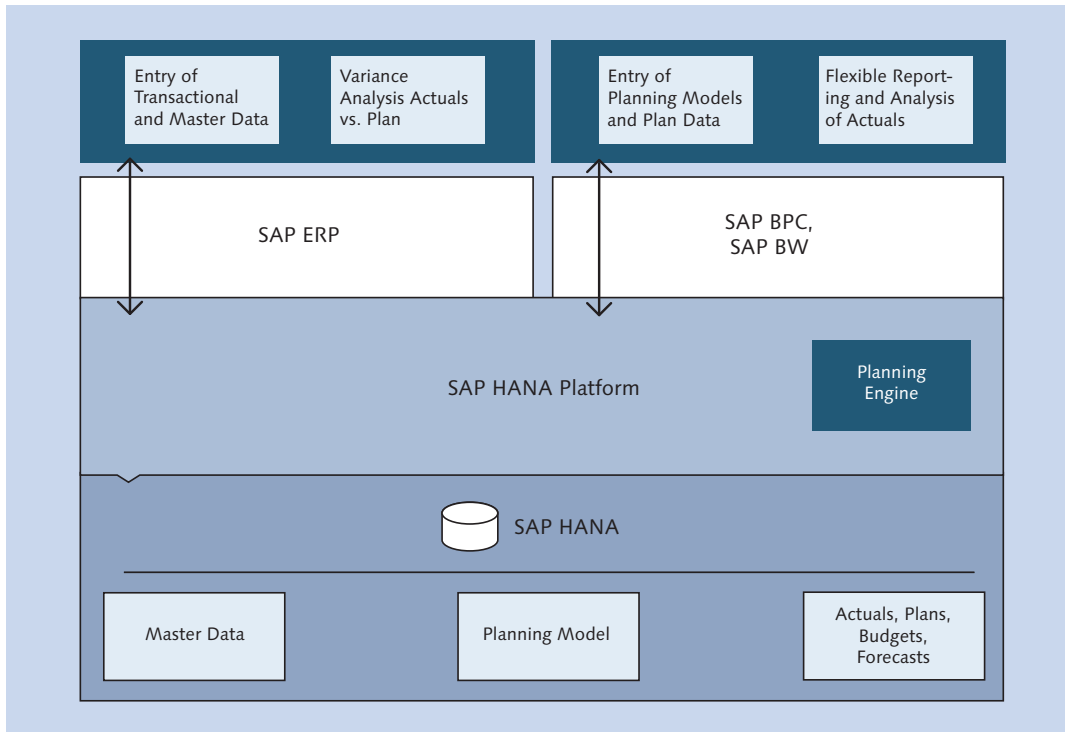 Entry of
Transactional
and Master Data
Variance
Analysis Actuals
vs. Plan
Entry of
Planning Models
and Plan Data
Flexible Report-
ing and Analysis
of Actuals
SAP ERP
SAP BPC,
SAP BW
SAP HANA Platform
Planning
Engine
SAP HANA
Master Data
Planning Model
Actuals, Plans,
Budgets,
Forecasts